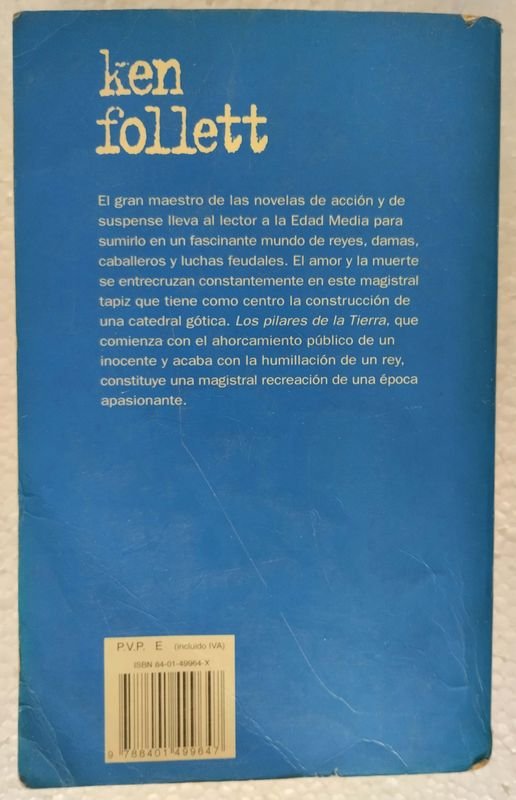 ken
follett
El gran maestro de las novelas de acción y de
suspense lleva al lector a la Edad Media para
sumirlo en un fascinante mundo de reyes, damas,
caballeros y luchas feudales. El amor y la muerte
se entrecruzan constantemente en este magistral
tapiz que tiene como centro la construcción de
una catedral gótica. Los pilares de la Tierra, que
comienza con el ahorcamiento público de un
inocente y acaba con la humillación de un rey,
constituye una magistral recreación de una época
apasionante.
P.V.P. E (incluido IVA)
ISBN 84-01-49964-X
9 788401 499647